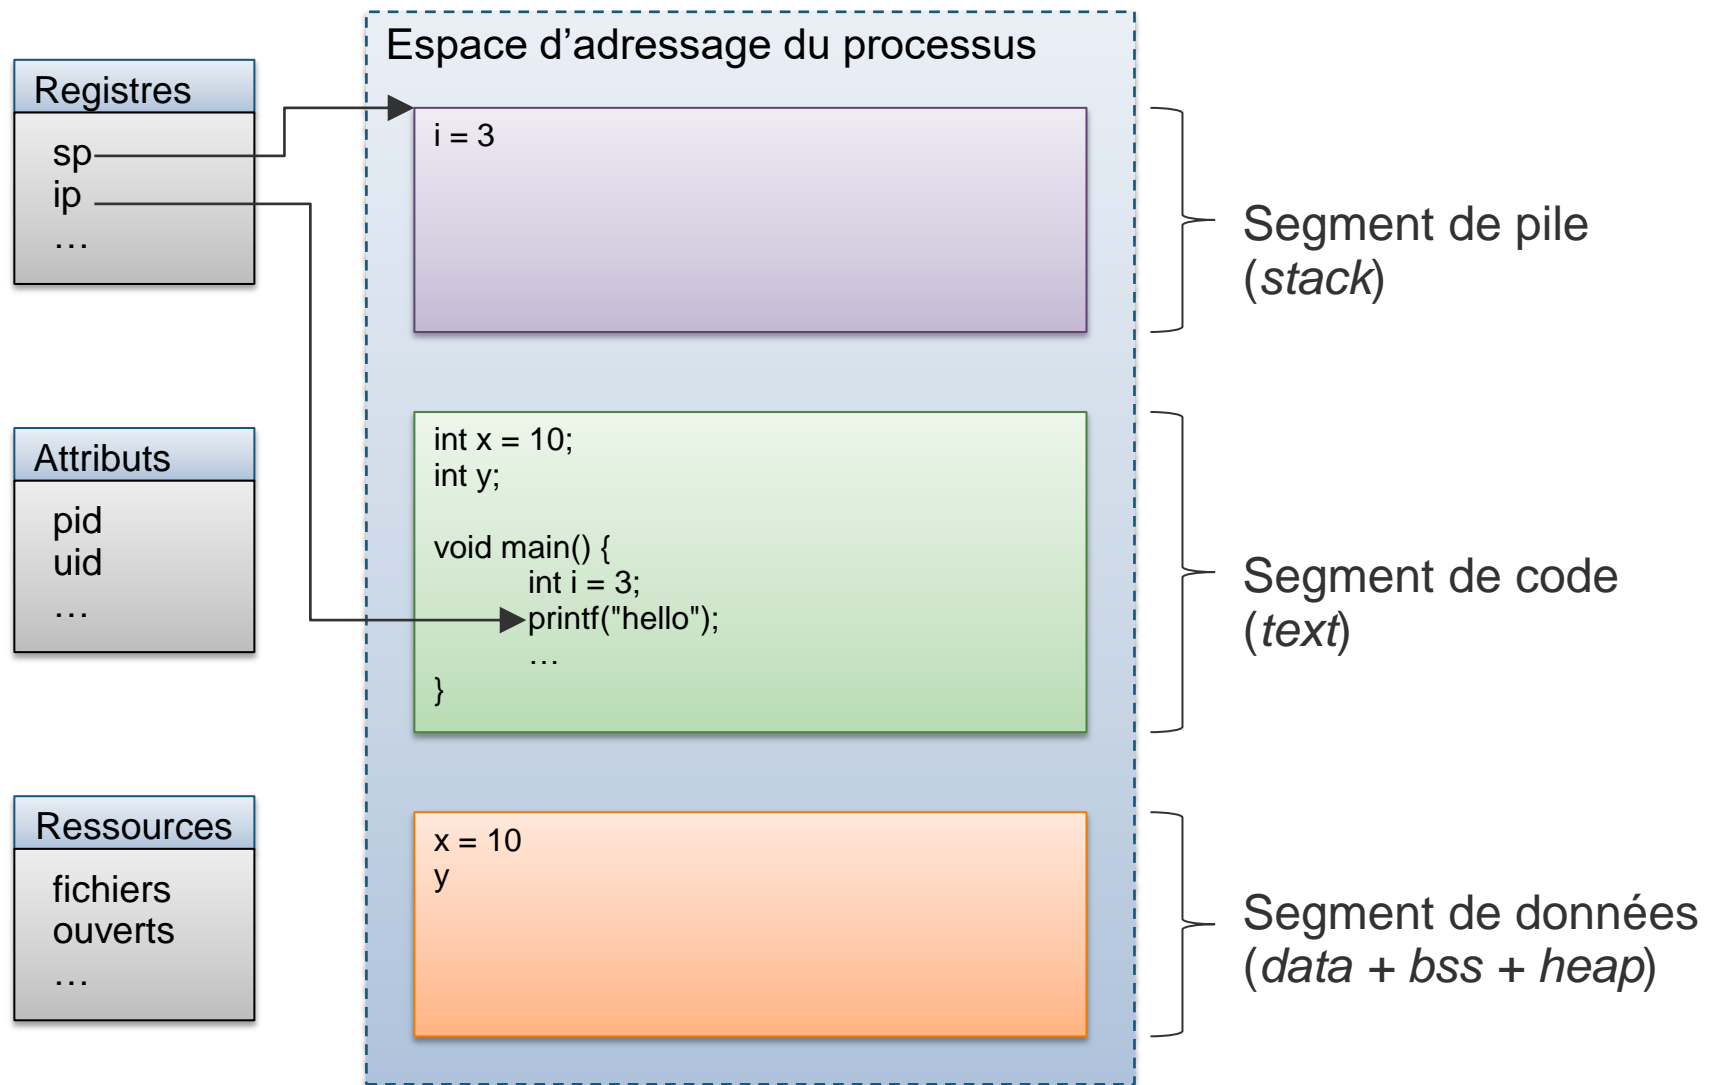 Espace d’adressage du processus
Registres
sp
ip
…
i = 3
Segment de pile
(stack)
Attributs
pid
uid
…
int x = 10;
int y;
void main() {
int i = 3;
printf("hello");
…
}
Segment de code
(text)
Ressources
fichiers
ouverts
…
x = 10
y
Segment de données
(data + bss + heap)